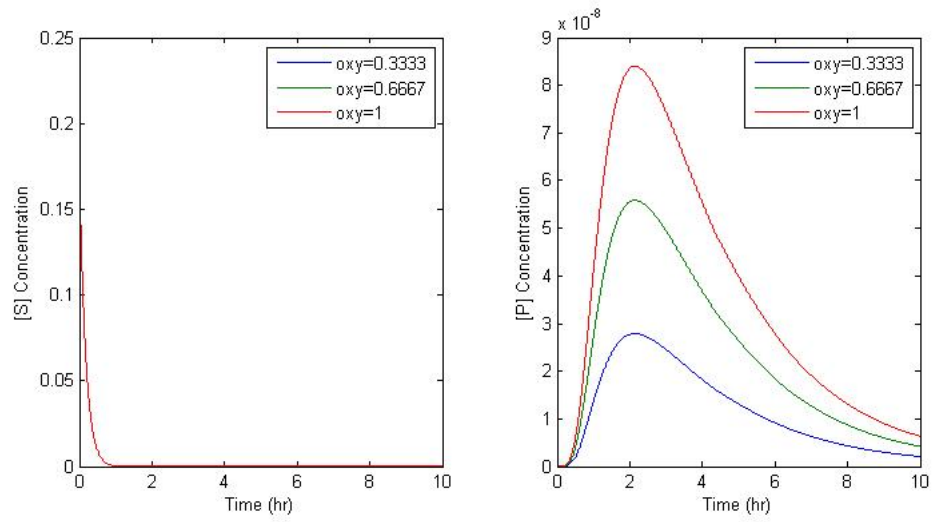 0.25
0.2
0.15
0.1
0.05
0
0 2 4 6 8 10
[S] Concentration
Time (hr)
oxy=0.3333
oxy=0.6667
oxy=1
x 10^-8
9
8
7
6
5
4
3
2
1
0
0 2 4 6 8 10
[P] Concentration
Time (hr)
oxy=0.3333
oxy=0.6667
oxy=1